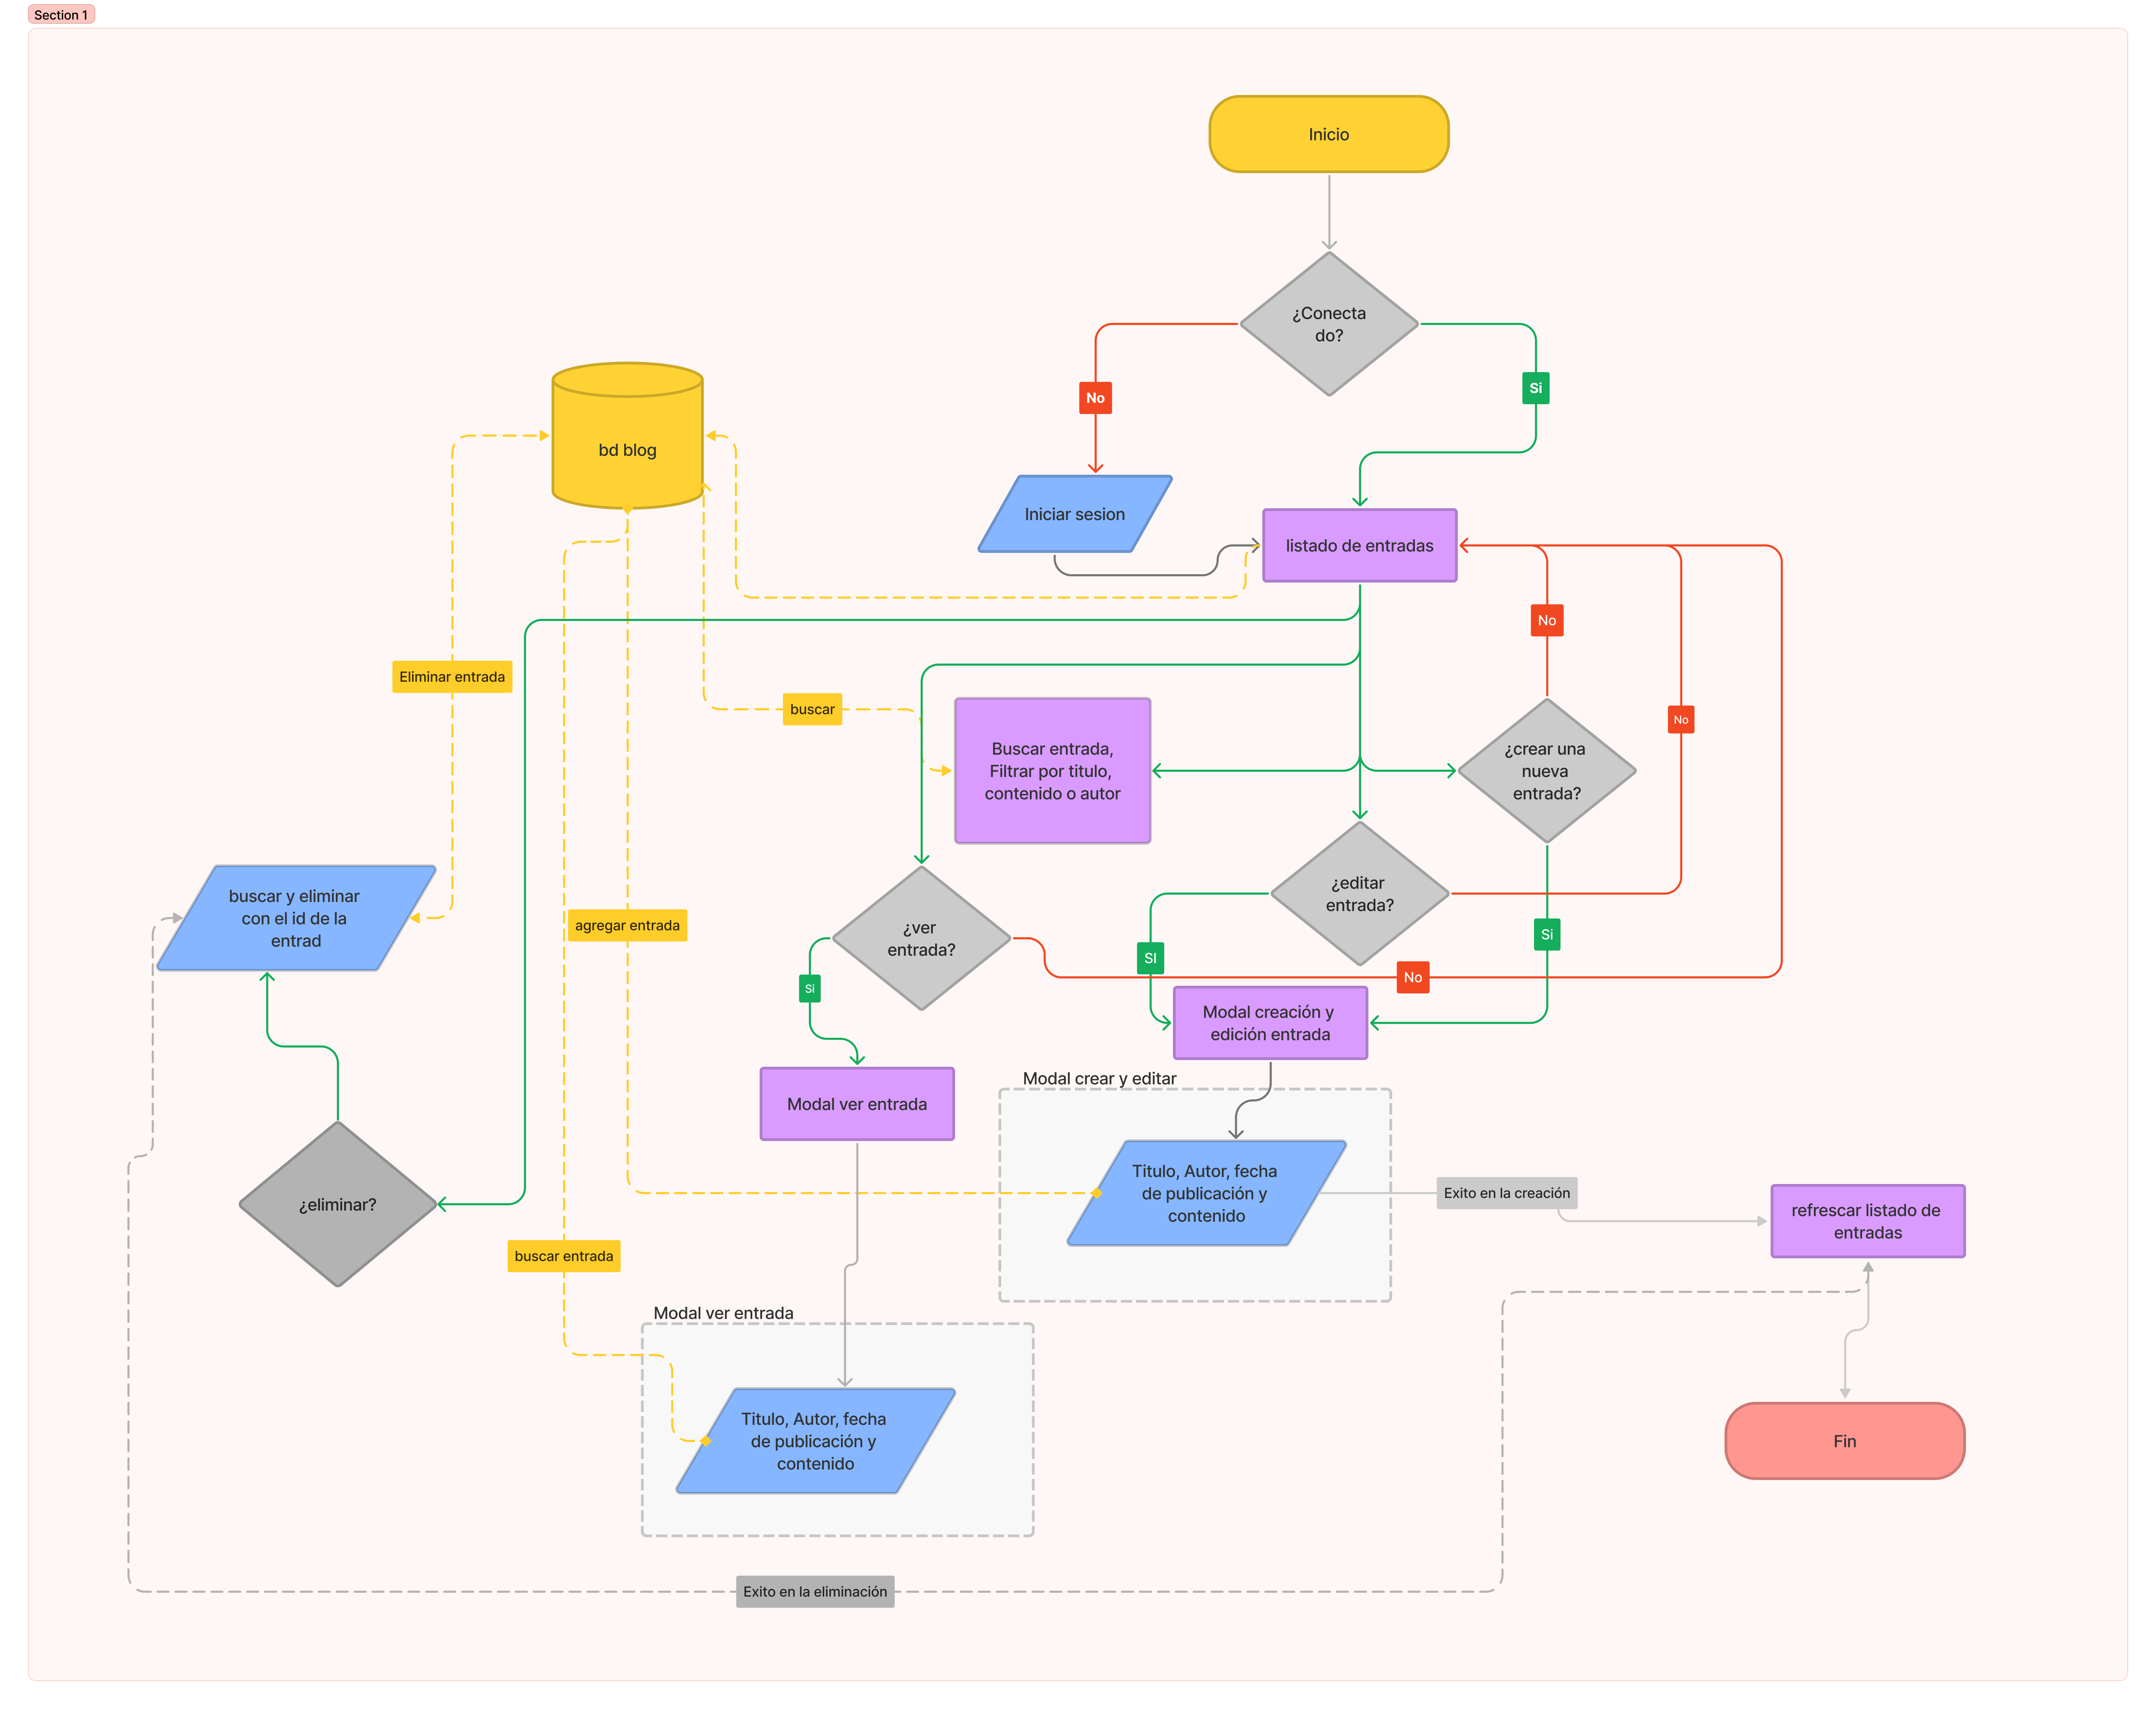 Section 1
Inicio
¿Conecta
do?
No
Si
bd blog
Iniciar sesion
listado de entradas
No
Eliminar entrada
buscar
No
Buscar entrada,
Filtrar por titulo,
contenido o autor
¿crear una
nueva
entrada?
buscar y eliminar
con el id de la
entrad
agregar entrada
¿ver
entrada?
¿editar
entrada?
SI
Si
No
Si
Modal creación y
edición entrada
Modal ver entrada
Modal crear y editar
¿eliminar?
Titulo, Autor, fecha
de publicación y
contenido
Exito en la creación
refrescar listado de
entradas
buscar entrada
Modal ver entrada
Titulo, Autor, fecha
de publicación y
contenido
Fin
Exito en la eliminación